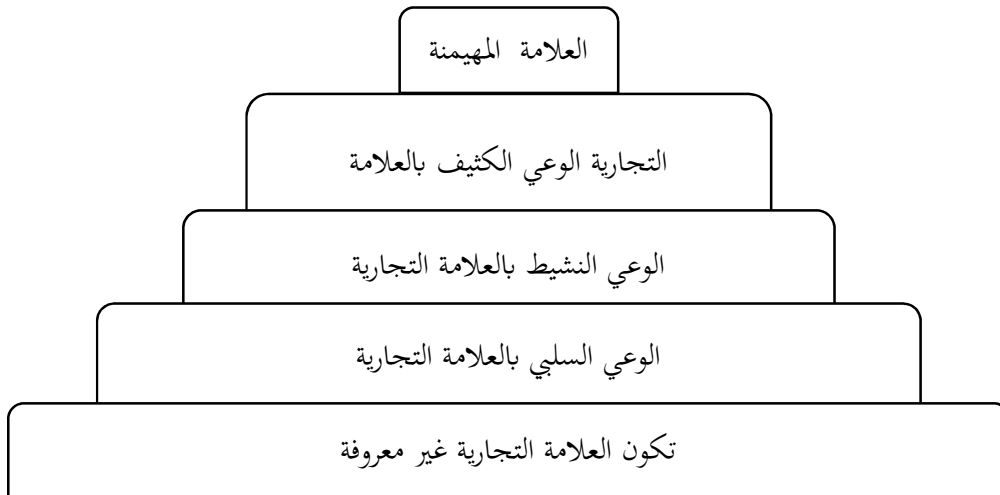 العلامة المهيمنة
التجارية الوعي الكثيف بالعلامة
الوعي النشيط بالعلامة التجارية
الوعي السلبي بالعلامة التجارية
تكون العلامة التجارية غير معروفة